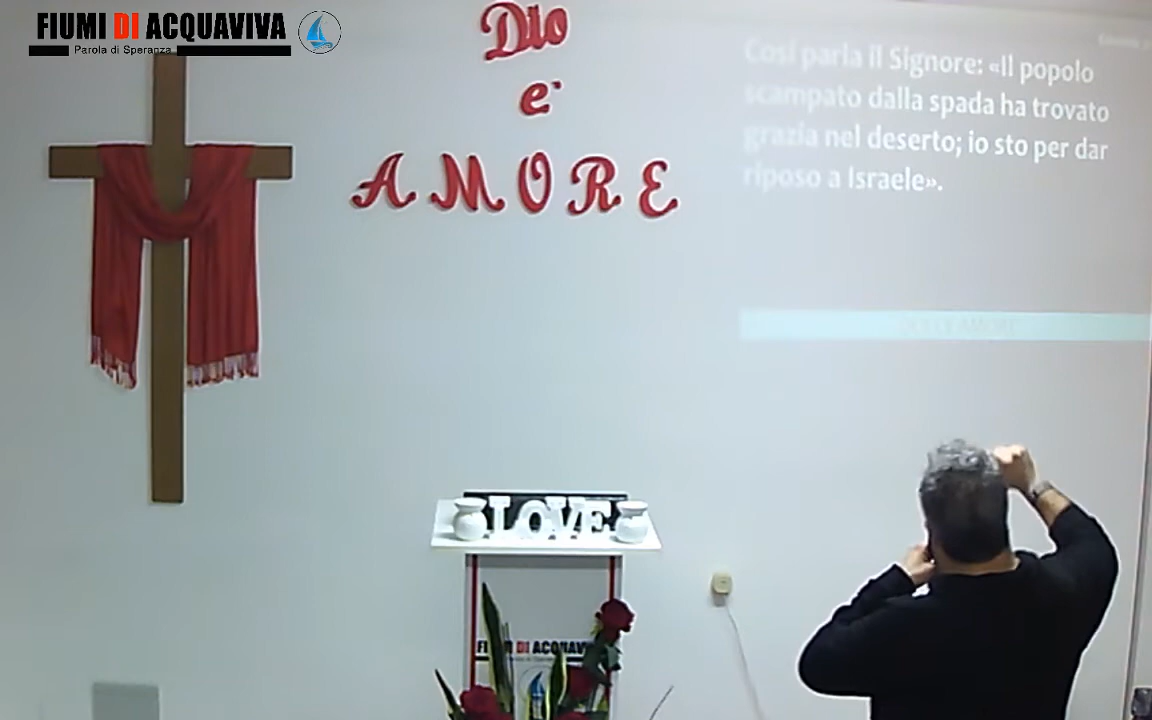 FIUMI DI ACQUAVIVA
Parola di Speranza
Dio
e'
AMORE
Così parla il Signore: «Il popolo
scampato dalla spada ha trovato
grazia nel deserto; io sto per dar
riposo a Israele».
LOVE
FIUMI DI ACQUAVIVA